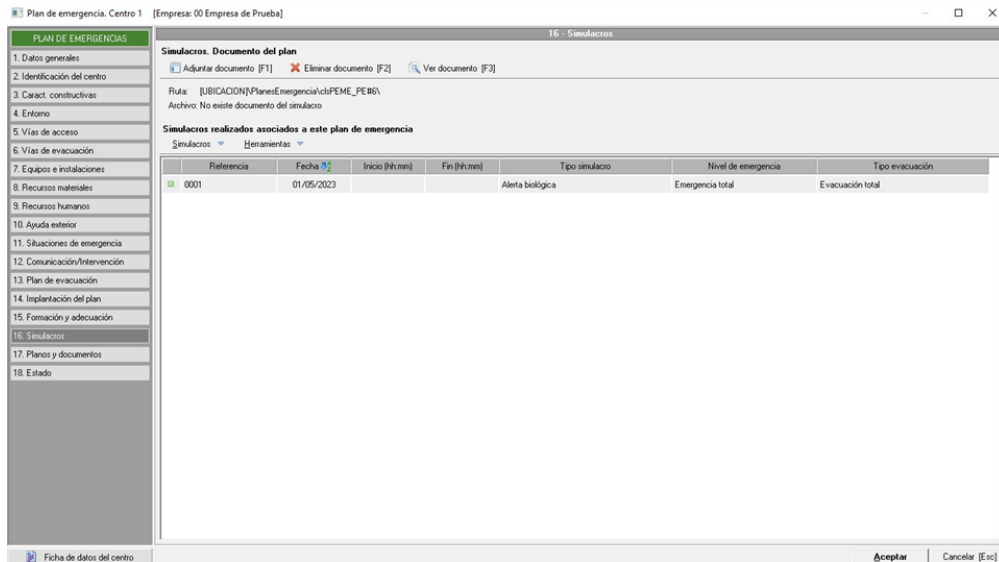 Plan de emergencia. Centro 1 [Empresa: 00 Empresa de Prueba]
PLAN DE EMERGENCIAS
1. Datos generales
2. Identificación del centro
3. Caract. constructivas
4. Entorno
5. Vías de acceso
6. Vías de evacuación
7. Equipos e instalaciones
8. Recursos materiales
9. Recursos humanos
10. Ayuda exterior
11. Situaciones de emergencia
12. Comunicación/Intervención
13. Plan de evacuación
14. Implantación del plan
15. Formación y adecuación
16. Simulacros
17. Planos y documentos
18. Estado
Ficha de datos del centro
16 - Simulacros
Simulacros. Documento del plan
Adjuntar documento [F1] Eliminar documento [F2] Ver documento [F3]
Ruta: [UBICACION]\PlanesEmergencia\clsPEME_PE#6\
Archivo: No existe documento del simulacro
Simulacros realizados asociados a este plan de emergencia
Simulacros Herramientas
Referencia Fecha Inicio (hh:mm) Fin (hh:mm) Tipo simulacro Nivel de emergencia Tipo evacuación
0001 01/05/2023 Alerta biológica Emergencia total Evacuación total
Aceptar Cancelar [Esc]